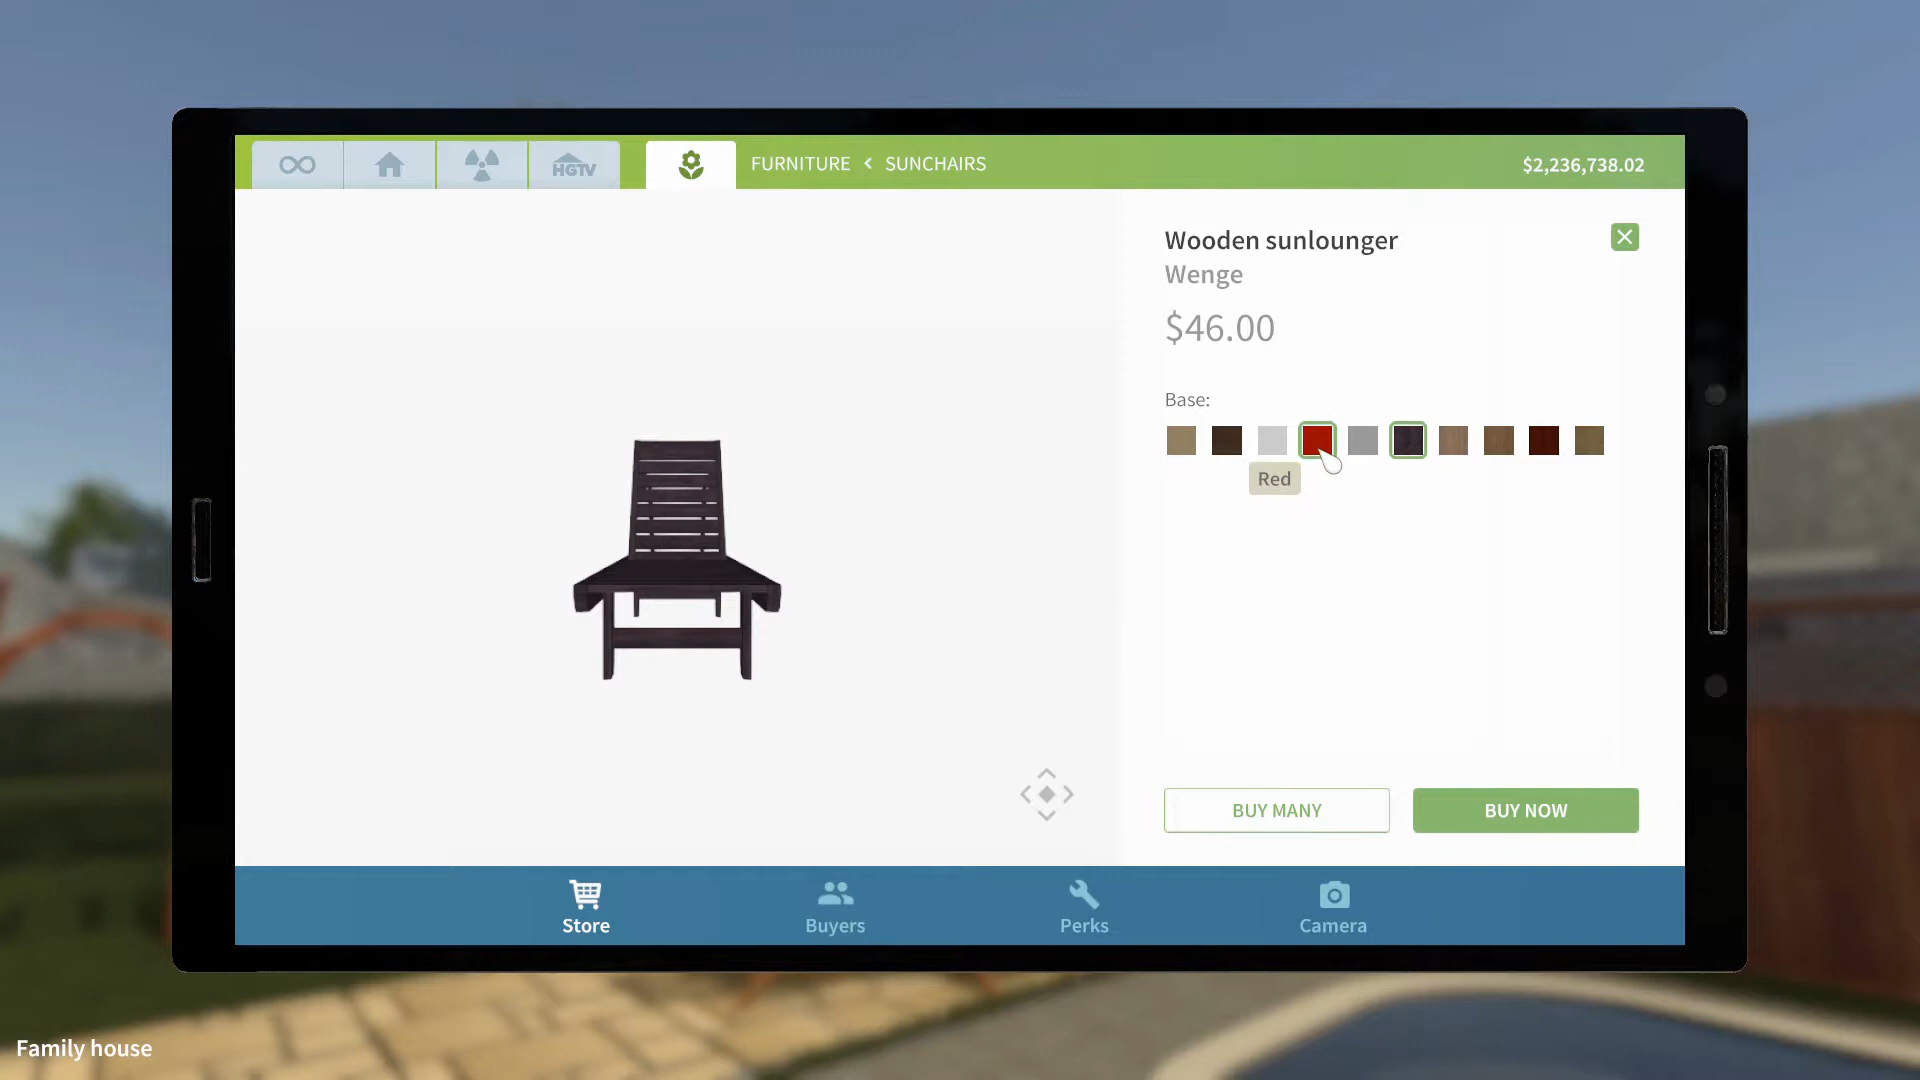 HGTV
FURNITURE < SUNCHAIRS
$2,236,738.02
Wooden sunlounger
Wenge
$46.00
Base:
Red
BUY MANY
BUY NOW
Store
Buyers
Perks
Camera
Family house